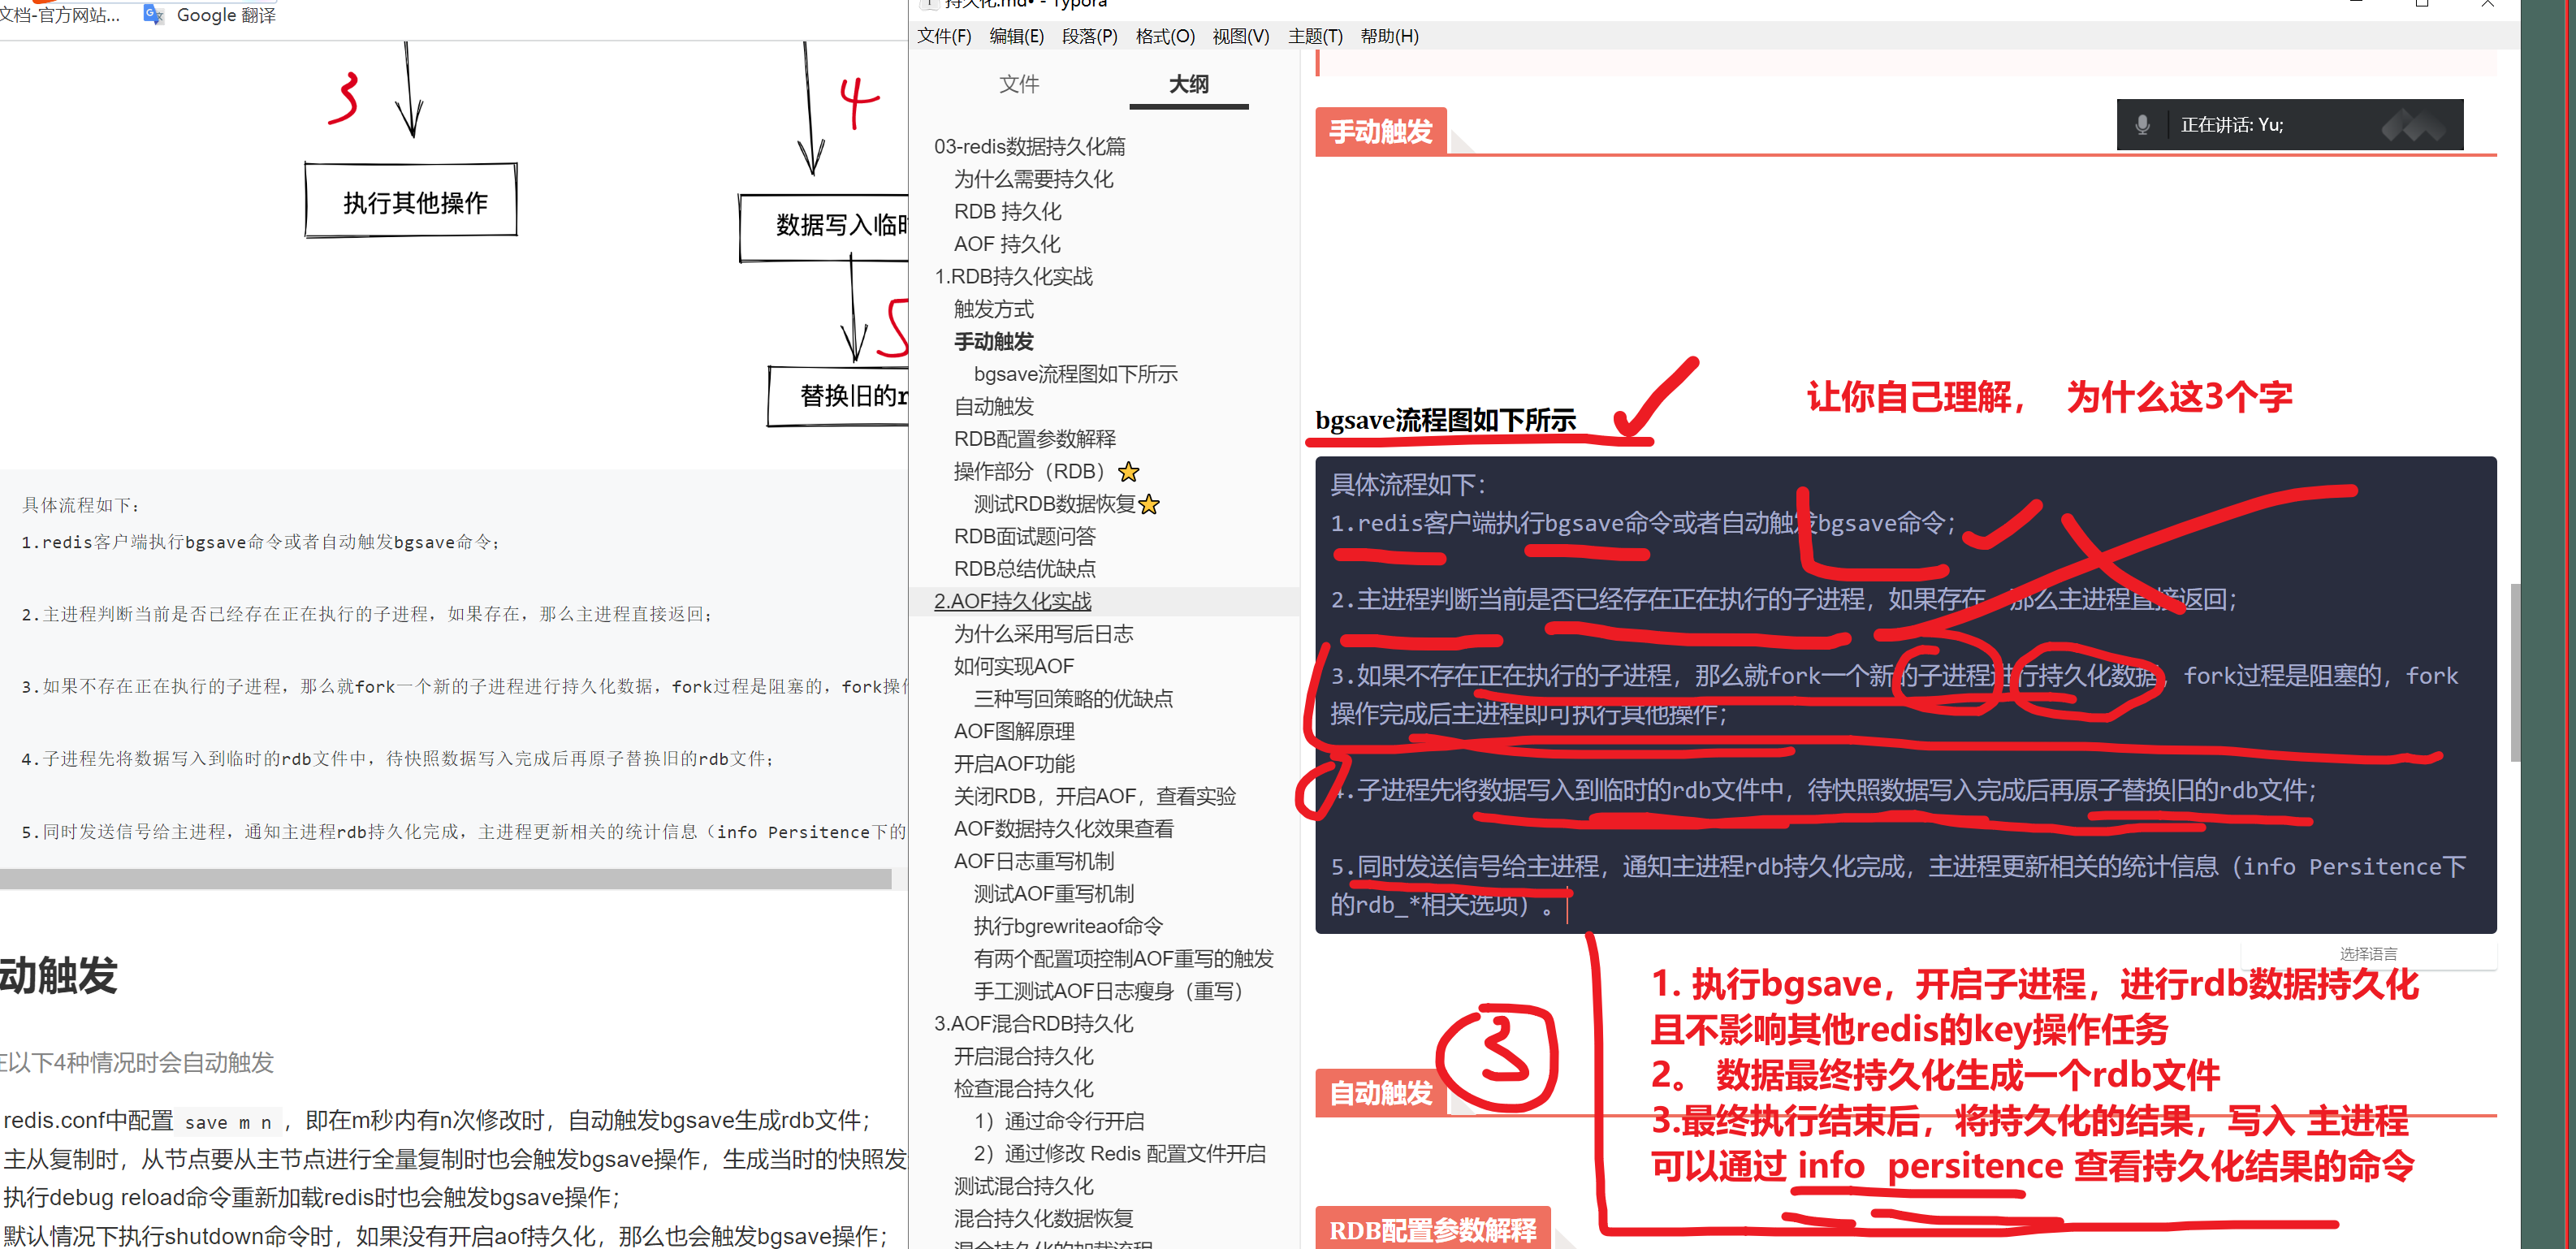 文档-官方网站...
Google 翻译
3
4
执行其他操作
数据写入临时
5
替换旧的r
具体流程如下：
1.redis客户端执行bgsave命令或者自动触发bgsave命令；
2.主进程判断当前是否已经存在正在执行的子进程，如果存在，那么主进程直接返回；
3.如果不存在正在执行的子进程，那么就fork一个新的子进程进行持久化数据，fork过程是阻塞的，fork操
4.子进程先将数据写入到临时的rdb文件中，待快照数据写入完成后再原子替换旧的rdb文件；
5.同时发送信号给主进程，通知主进程rdb持久化完成，主进程更新相关的统计信息（info Persitence下的
动触发
在以下4种情况时会自动触发
redis.conf中配置 save m n ，即在m秒内有n次修改时，自动触发bgsave生成rdb文件；
主从复制时，从节点要从主节点进行全量复制时也会触发bgsave操作，生成当时的快照发
执行debug reload命令重新加载redis时也会触发bgsave操作；
默认情况下执行shutdown命令时，如果没有开启aof持久化，那么也会触发bgsave操作；
持久化.md• - Typora
文件(F) 编辑(E) 段落(P) 格式(O) 视图(V) 主题(T) 帮助(H)
文件 大纲
03-redis数据持久化篇
为什么需要持久化
RDB 持久化
AOF 持久化
1.RDB持久化实战
触发方式
手动触发
bgsave流程图如下所示
自动触发
RDB配置参数解释
操作部分（RDB）⭐
测试RDB数据恢复⭐
RDB面试题问答
RDB总结优缺点
2.AOF持久化实战
为什么采用写后日志
如何实现AOF
三种写回策略的优缺点
AOF图解原理
开启AOF功能
关闭RDB，开启AOF，查看实验
AOF数据持久化效果查看
AOF日志重写机制
测试AOF重写机制
执行bgrewriteaof命令
有两个配置项控制AOF重写的触发
手工测试AOF日志瘦身（重写）
3.AOF混合RDB持久化
开启混合持久化
检查混合持久化
1）通过命令行开启
2）通过修改 Redis 配置文件开启
测试混合持久化
混合持久化数据恢复
混合持久化的加载流程
手动触发
正在讲话: Yu;
让你自己理解， 为什么这3个字
bgsave流程图如下所示
具体流程如下：
1.redis客户端执行bgsave命令或者自动触发bgsave命令；
2.主进程判断当前是否已经存在正在执行的子进程，如果存在，那么主进程直接返回；
3.如果不存在正在执行的子进程，那么就fork一个新的子进程进行持久化数据，fork过程是阻塞的，fork
操作完成后主进程即可执行其他操作；
4.子进程先将数据写入到临时的rdb文件中，待快照数据写入完成后再原子替换旧的rdb文件；
5.同时发送信号给主进程，通知主进程rdb持久化完成，主进程更新相关的统计信息（info Persitence下
的rdb_*相关选项）。
选择语言
1. 执行bgsave，开启子进程，进行rdb数据持久化
且不影响其他redis的key操作任务
2。 数据最终持久化生成一个rdb文件
3
自动触发
3.最终执行结束后，将持久化的结果，写入 主进程
可以通过 info persitence 查看持久化结果的命令
RDB配置参数解释